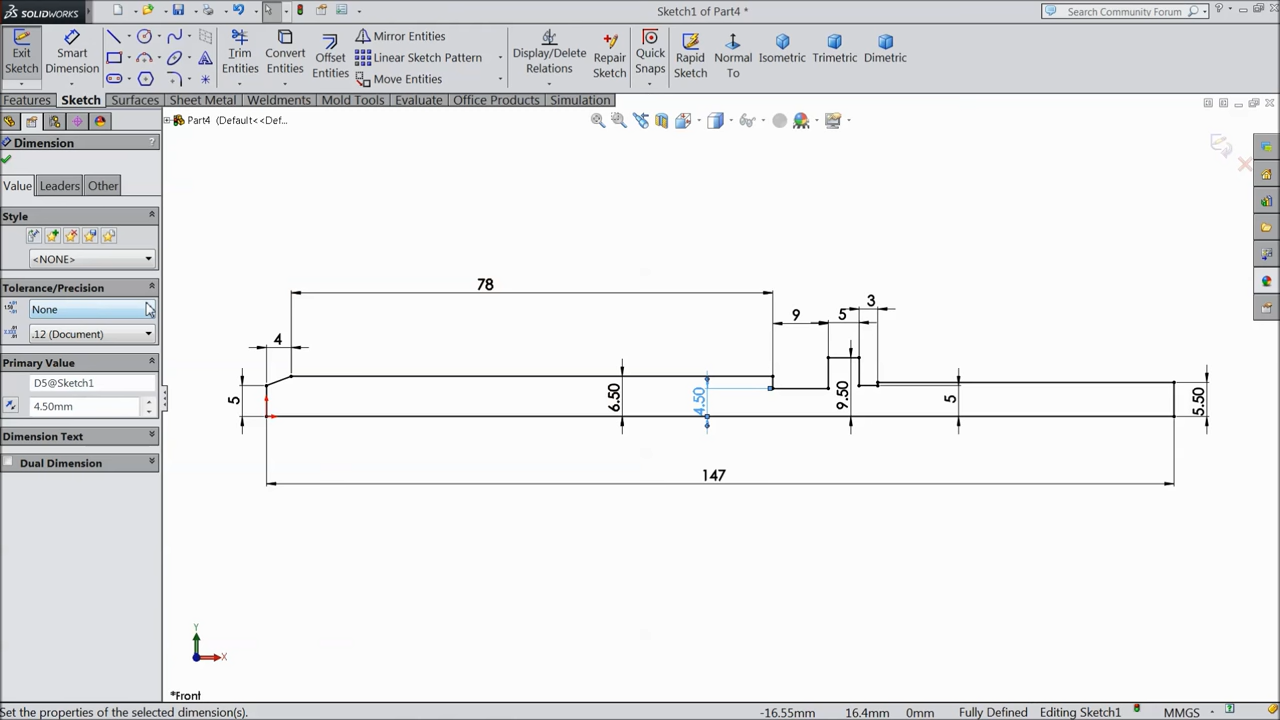 SOLIDWORKS
Sketch1 of Part4 *
Search Community Forum
Exit Sketch
Smart Dimension
Trim Entities
Convert Entities
Offset Entities
Mirror Entities
Linear Sketch Pattern
Move Entities
Display/Delete Relations
Repair Sketch
Quick Snaps
Rapid Sketch
Normal To
Isometric
Trimetric
Dimetric
Features
Sketch
Surfaces
Sheet Metal
Weldments
Mold Tools
Evaluate
Office Products
Simulation
Part4 (Default<<Def...
Dimension
?
Value
Leaders
Other
Style
<NONE>
Tolerance/Precision
None
.12 (Document)
Primary Value
D5@Sketch1
4.50mm
Dimension Text
Dual Dimension
78
3
9
5
4
5
6.50
4.50
9.50
5
5.50
147
Y
X
*Front
Set the properties of the selected dimension(s).
-16.55mm
16.4mm
0mm
Fully Defined
Editing Sketch1
MMGS